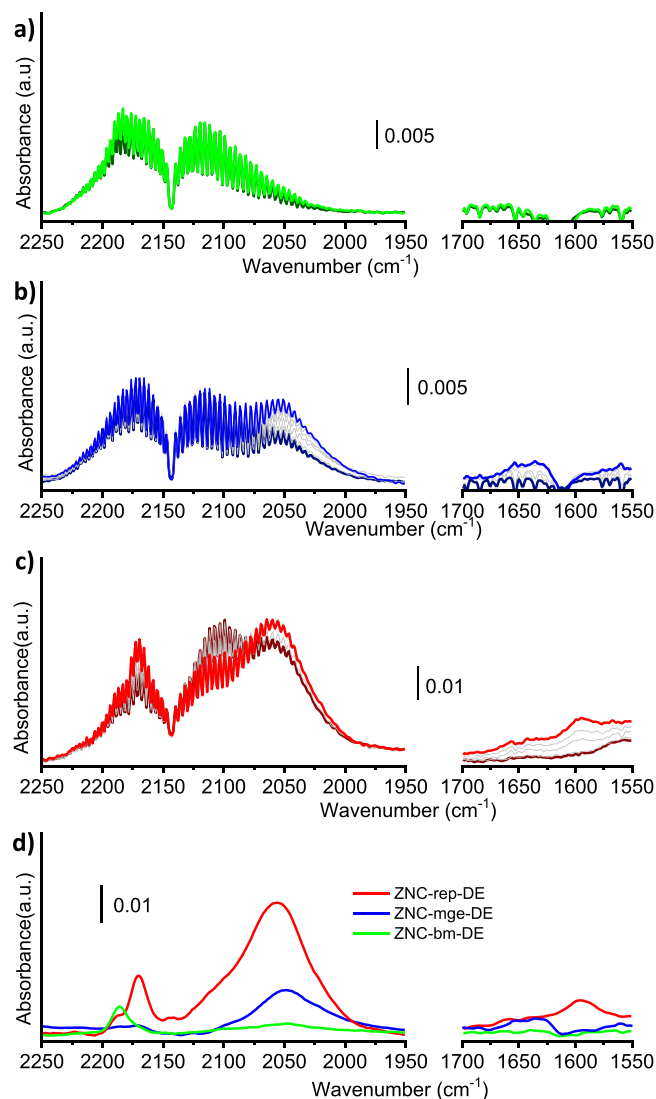 a)
Absorbance (a.u)
0.005
2250 2200 2150 2100 2050 2000 1950 1700 1650 1600 1550
Wavenumber (cm-1)
b)
Absorbance (a.u.)
0.005
2250 2200 2150 2100 2050 2000 1950 1700 1650 1600 1550
Wavenumber (cm-1)
c)
Absorbance(a.u.)
0.01
2250 2200 2150 2100 2050 2000 1950 1700 1650 1600 1550
Wavenumber (cm-1)
d)
Absorbance(a.u.)
0.01
ZNC-rep-DE
ZNC-mge-DE
ZNC-bm-DE
2250 2200 2150 2100 2050 2000 1950 1700 1650 1600 1550
Wavenumber (cm-1)